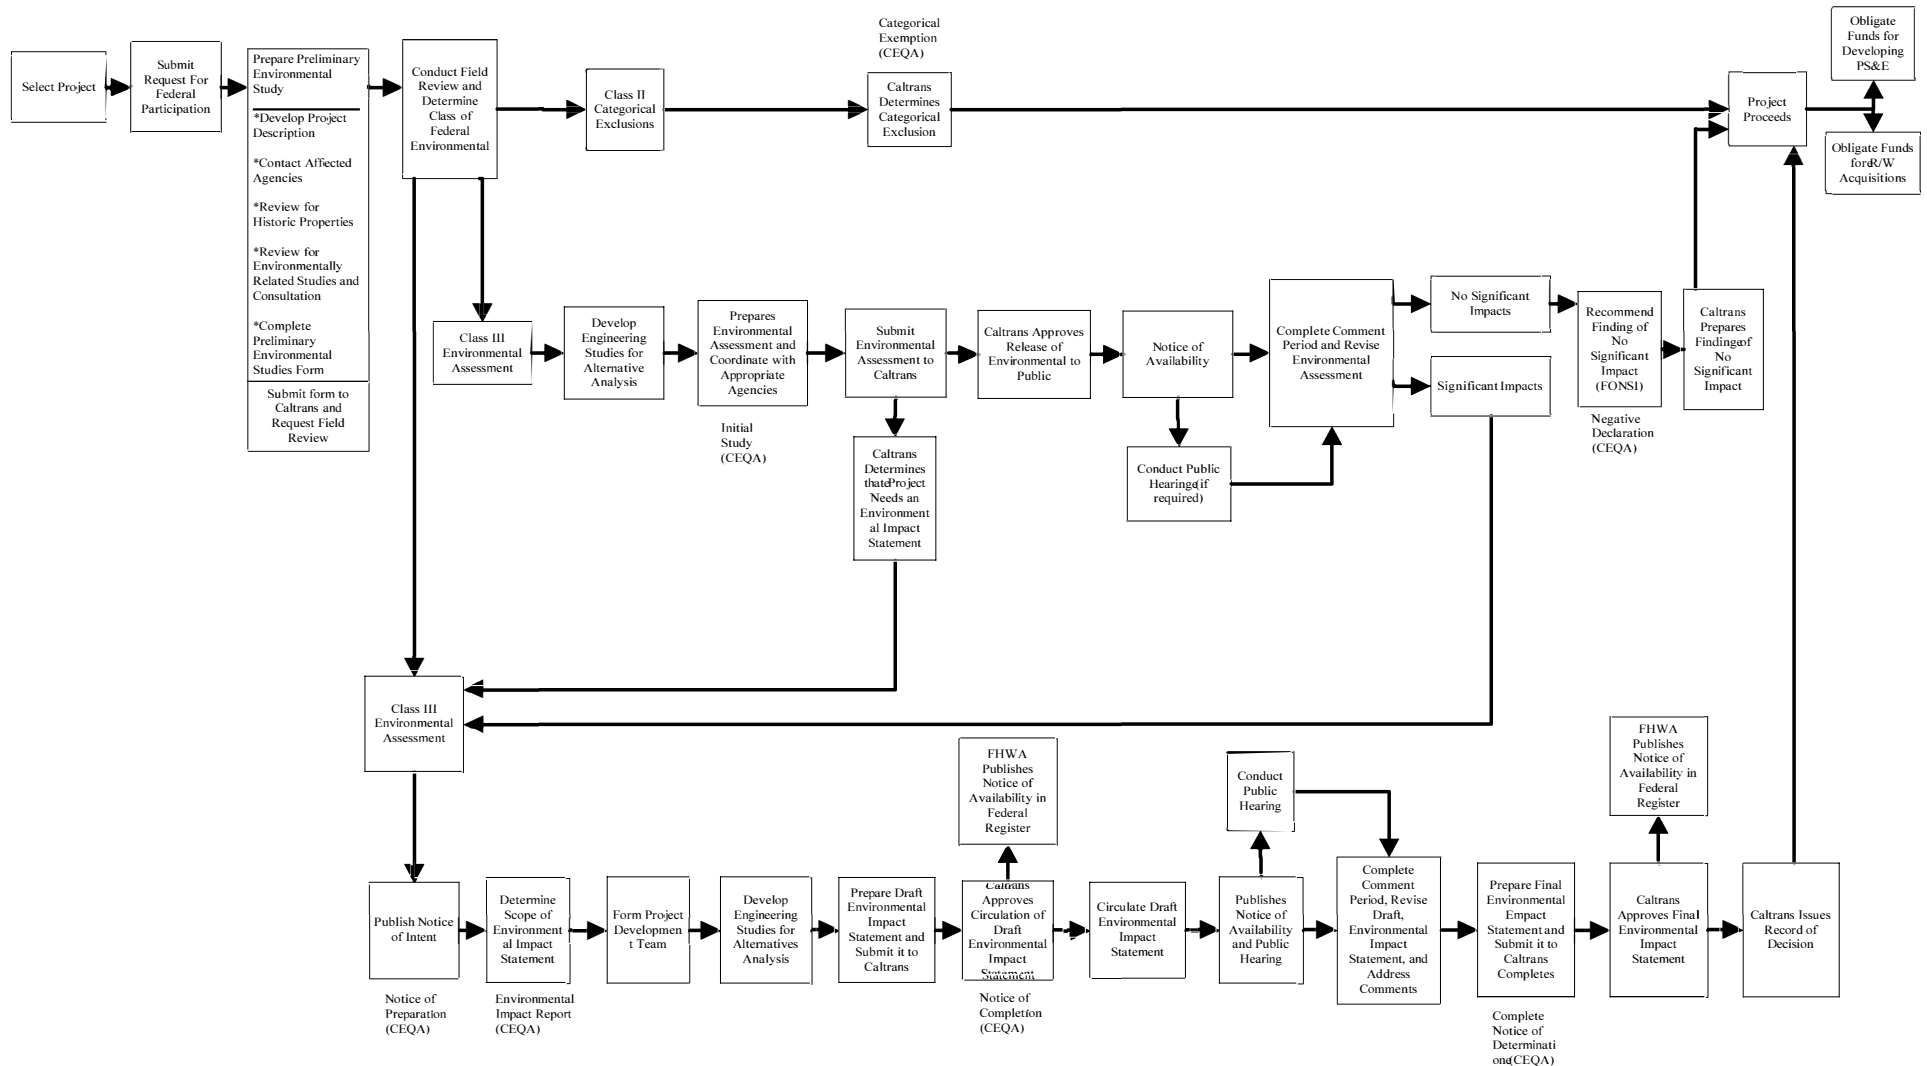 Select Project
Submit
Request For
Federal
Participation
Prepare Preliminary
Environmental
Study
*Develop Project
Description
*Contact Affected
Agencies
*Review for
Historic Properties
*Review for
Environmentally
Related Studies and
Consultation
*Complete
Preliminary
Environmental
Studies Form
Submit form to
Caltrans and
Request Field
Review
Conduct Field
Review and
Determine
Class of
Federal
Environmental
Class II
Categorical
Exclusions
Categorical
Exemption
(CEQA)
Caltrans
Determines
Categorical
Exclusion
Project
Proceeds
Obligate
Funds for
Developing
PS&E
Obligate Funds
foreR/W
Acquisitions
Class III
Environmental
Assessment
Develop
Engineering
Studies for
Alternative
Analysis
Prepares
Environmental
Assessment and
Coordinate with
Appropriate
Agencies
Initial
Study
(CEQA)
Submit
Environmental
Assessment to
Caltrans
Caltrans
Determines
thateProject
Needs an
Environment
al Impact
Statement
Caltrans Approves
Release of
Environmental to
Public
Notice of
Availability
Conduct Public
Hearinge(if
required)
Complete Comment
Period and Revise
Environmental
Assessment
No Significant
Impacts
Significant Impacts
Recommend
Finding of
No
Significant
Impact
(FONSI)
Negative
Declaration
(CEQA)
Caltrans
Prepares
Findingeof
No
Significant
Impact
Class III
Environmental
Assessment
Publish Notice
of Intent
Notice of
Preparation
(CEQA)
Determine
Scope of
Environment
al Impact
Statement
Environmental
Impact Report
(CEQA)
Form Project
Developmen
t Team
Develop
Engineering
Studies for
Alternatives
Analysis
Prepare Draft
Environmental
Impact
Statement and
Submit it to
Caltrans
FHWA
Publishes
Notice of
Availability in
Federal
Register
Caltrans
Approves
Circulation of
Draft
Environmental
Impact
Statement
Notice of
Completion
(CEQA)
Circulate Draft
Environmental
Impact
Statement
Conduct
Public
Hearing
Publishes
Notice of
Availability
and Public
Hearing
Complete
Comment
Period, Revise
Draft,
Environmental
Impact
Statement, and
Address
Comments
Prepare Final
Environmental
Empact
Statement and
Submit it to
Caltrans
Completes
Complete
Notice of
Determinati
one(CEQA)
FHWA
Publishes
Notice of
Availability in
Federal
Register
Caltrans
Approves Final
Environmental
Impact
Statement
Caltrans Issues
Record of
Decision